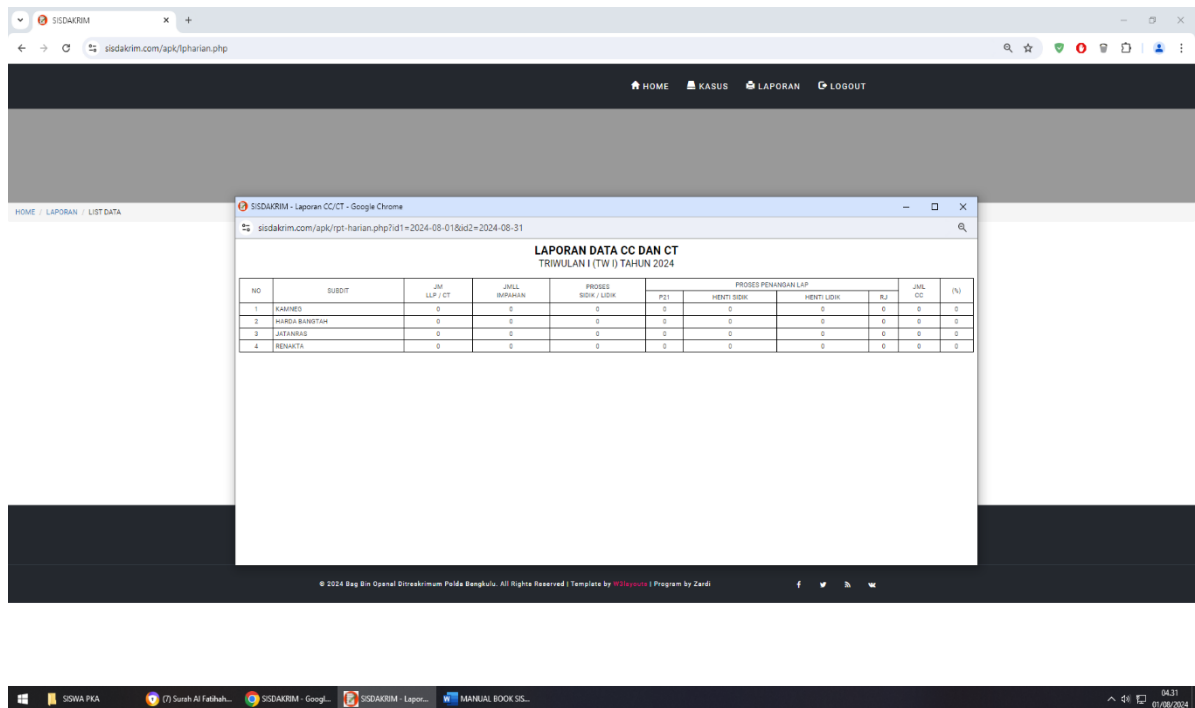 SISDAKRIM
sisdakrim.com/apk/lpharian.php
HOME KASUS LAPORAN LOGOUT
HOME / LAPORAN / LIST DATA
SISDAKRIM - Laporan CC/CT - Google Chrome
sisdakrim.com/apk/rpt-harian.php?id1=2024-08-01&id2=2024-08-31
LAPORAN DATA CC DAN CT
TRIWULAN I (TW I) TAHUN 2024
NO SUBDIT JM LLP / CT JMLL IMPAHAN PROSES SIDIK / LIDIK PROSES PENANGAN LAP JML CC (%)
P21 HENTI SIDIK HENTI LIDIK RJ
1 KAMNEG 0 0 0 0 0 0 0 0 0
2 HARDA BANGTAH 0 0 0 0 0 0 0 0 0
3 JATANRAS 0 0 0 0 0 0 0 0 0
4 RENAKTA 0 0 0 0 0 0 0 0 0
© 2024 Bag Bin Opsnal Ditreskrimum Polda Bengkulu. All Rights Reserved | Template by W3layouts | Program by Zardi
SISWA PKA (7) Surah Al Fatihah... SISDAKRIM - Googl... SISDAKRIM - Lapor... MANUAL BOOK SIS...
04.31
01/08/2024